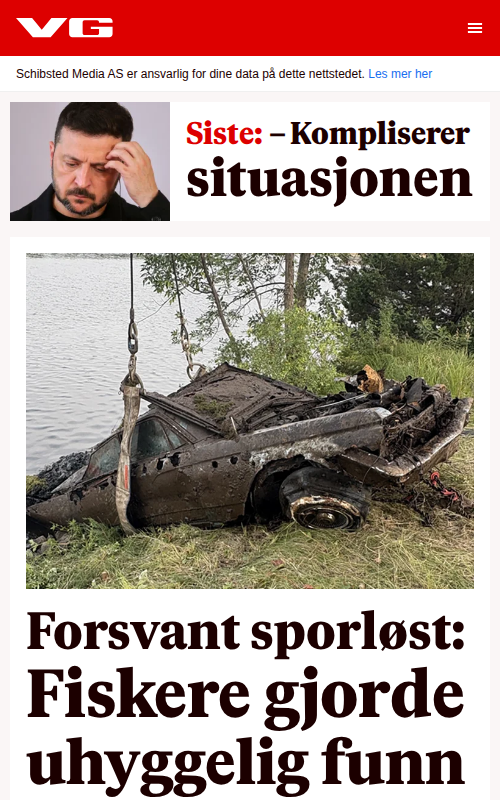 VG
Schibsted Media AS er ansvarlig for dine data på dette nettstedet. Les mer her
Siste: – Kompliserer
situasjonen
Forsvant sporløst:
Fiskere gjorde
uhyggelig funn